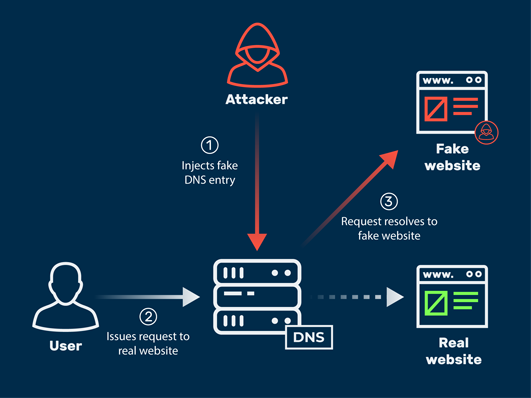 Attacker
1
Injects fake
DNS entry
www.
Fake
website
3
Request resolves to
fake website
User
2
Issues request to
real website
DNS
www.
Real
website